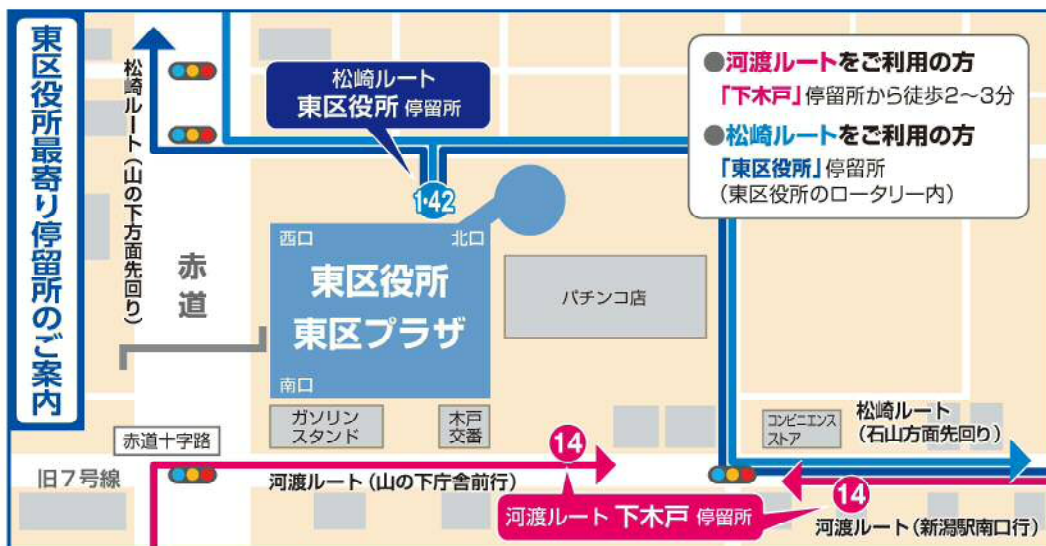 東区役所最寄り停留所のご案内
松崎ルート（山の下方面先回り）
松崎ルート
東区役所 停留所
●河渡ルートをご利用の方
「下木戸」停留所から徒歩2～3分
●松崎ルートをご利用の方
「東区役所」停留所
（東区役所のロータリー内）
1・42
西口
北口
赤道
東区役所
東区プラザ
パチンコ店
南口
ガソリン
スタンド
木戸
交番
コンビニエンス
ストア
松崎ルート
（石山方面先回り）
赤道十字路
旧7号線
14
河渡ルート（山の下庁舎前行）
14
河渡ルート 下木戸 停留所
河渡ルート（新潟駅南口行）